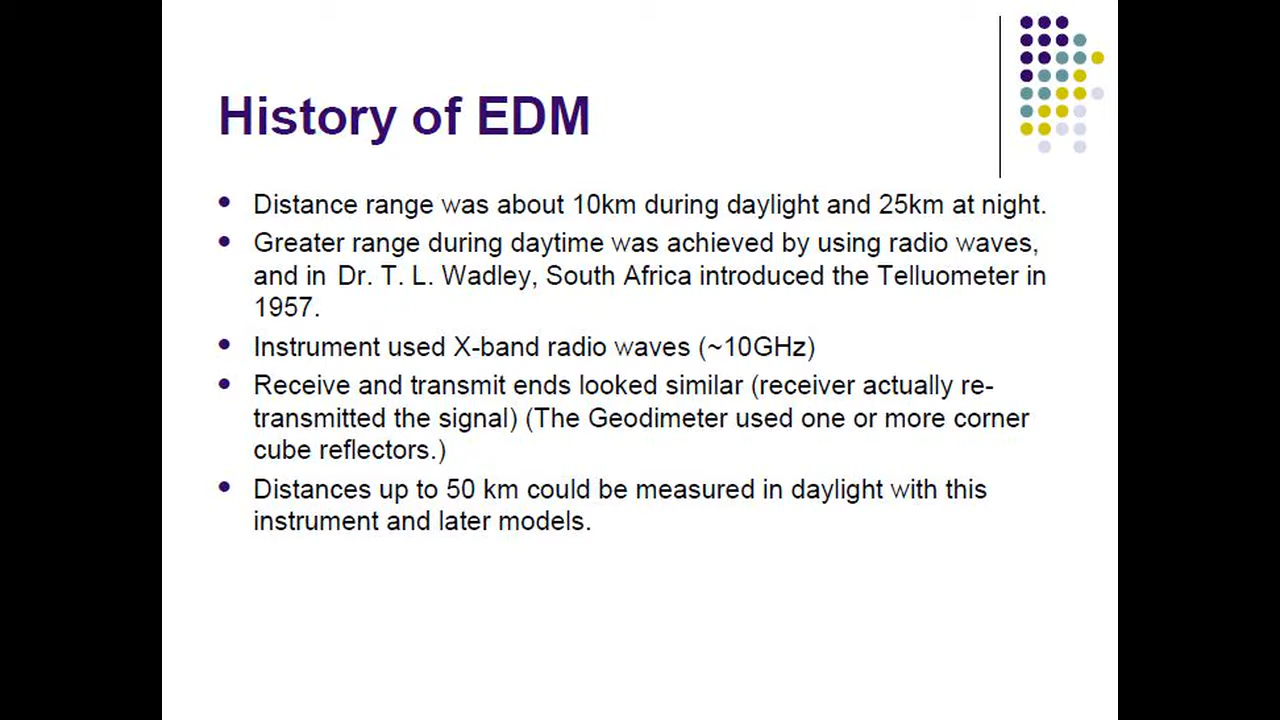 History of EDM
Distance range was about 10km during daylight and 25km at night.
Greater range during daytime was achieved by using radio waves,
and in Dr. T. L. Wadley, South Africa introduced the Telluometer in
1957.
Instrument used X-band radio waves (~10GHz)
Receive and transmit ends looked similar (receiver actually re-
transmitted the signal) (The Geodimeter used one or more corner
cube reflectors.)
Distances up to 50 km could be measured in daylight with this
instrument and later models.